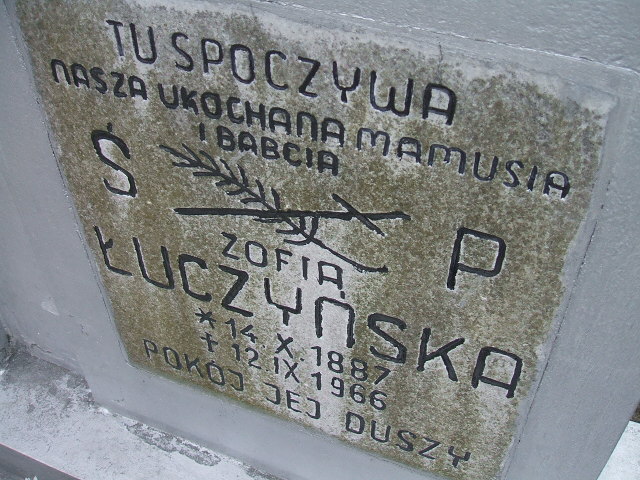 TU SPOCZYWA
NASZA UKOCHANA MAMUSIA
I BABCIA
Ś P
ZOFIA
ŁUCZYŃSKA
* 14 X 1887
† 12 IX 1966
POKÓJ JEJ DUSZY